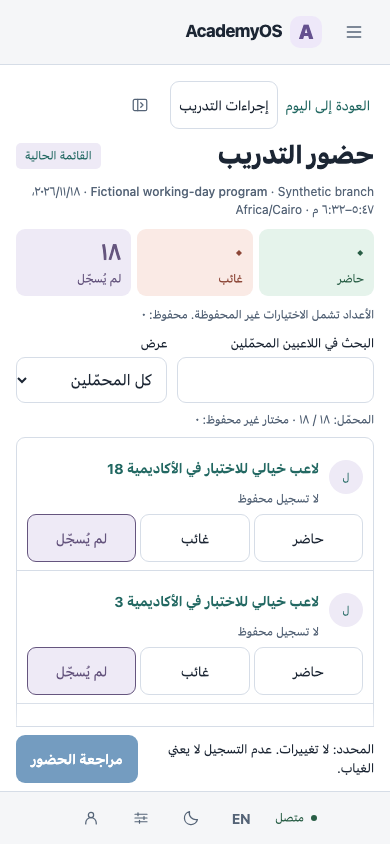 A AcademyOS
العودة إلى اليوم
إجراءات التدريب
حضور التدريب
القائمة الحالية
Fictional working-day program · Synthetic branch · ١٨‏/١١‏/٢٠٢٦،
٥:٤٧–٦:٣٢ م · Africa/Cairo
٠
حاضر
٠
غائب
١٨
لم يُسجّل
الأعداد تشمل الاختيارات غير المحفوظة. محفوظ: ٠
البحث في اللاعبين المحمّلين
عرض
كل المحمّلين
المحمّل: ١٨ / ١٨ · مختار غير محفوظ: ٠
ل
لاعب خيالي للاختبار في الأكاديمية 18
لا تسجيل محفوظ
حاضر
غائب
لم يُسجّل
ل
لاعب خيالي للاختبار في الأكاديمية 3
لا تسجيل محفوظ
حاضر
غائب
لم يُسجّل
المحدد: لا تغييرات. عدم التسجيل لا يعني
الغياب.
مراجعة الحضور
متصل
EN